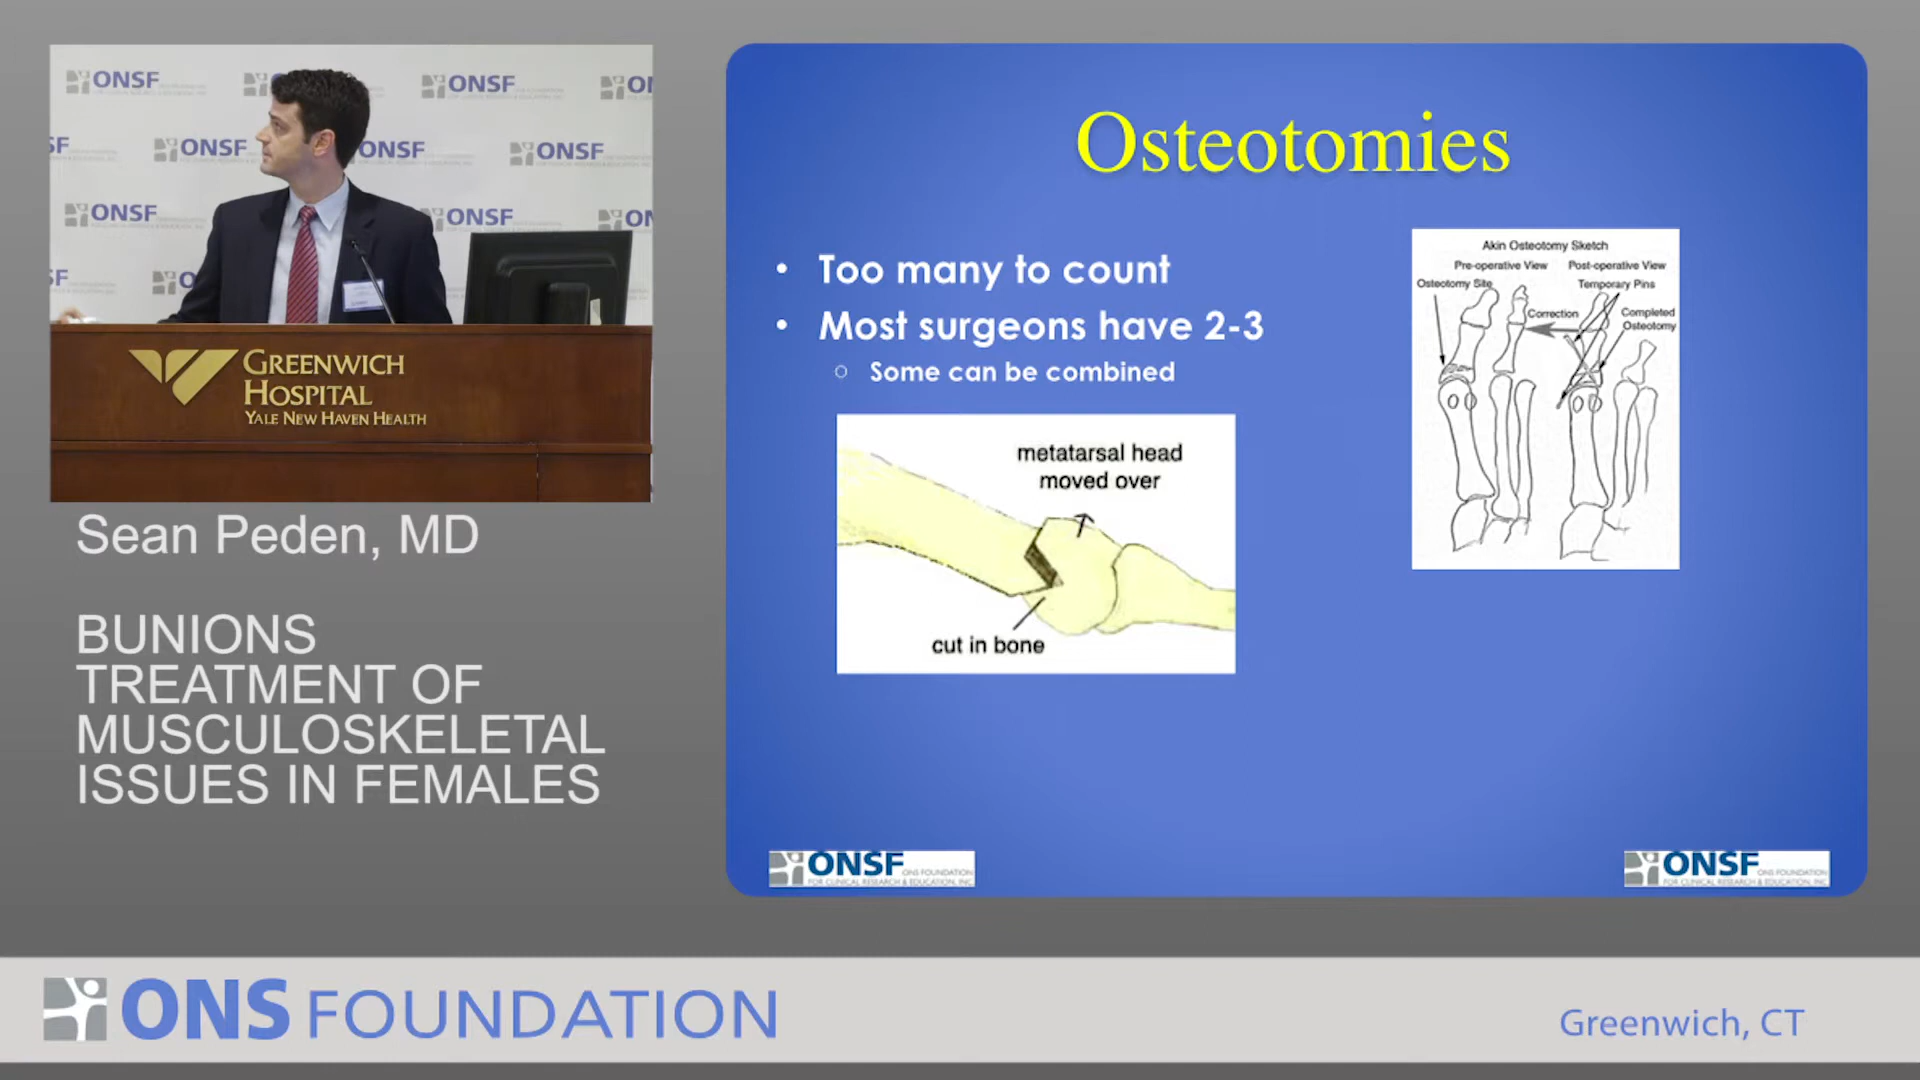 ONSF
ONSF
ONSF
ONSF
ONSF
ONSF
ONSF
ONSF
GREENWICH
HOSPITAL
YALE NEW HAVEN HEALTH
Sean Peden, MD
BUNIONS
TREATMENT OF
MUSCULOSKELETAL
ISSUES IN FEMALES
Osteotomies
• Too many to count
• Most surgeons have 2-3
○ Some can be combined
metatarsal head
moved over
cut in bone
Akin Osteotomy Sketch
Pre-operative View Post-operative View
Osteotomy Site Temporary Pins
Correction Completed
Osteotomy
ONSF ONS FOUNDATION
FOR CLINICAL RESEARCH & EDUCATION, INC.
ONSF ONS FOUNDATION
FOR CLINICAL RESEARCH & EDUCATION, INC.
ONS FOUNDATION
Greenwich, CT